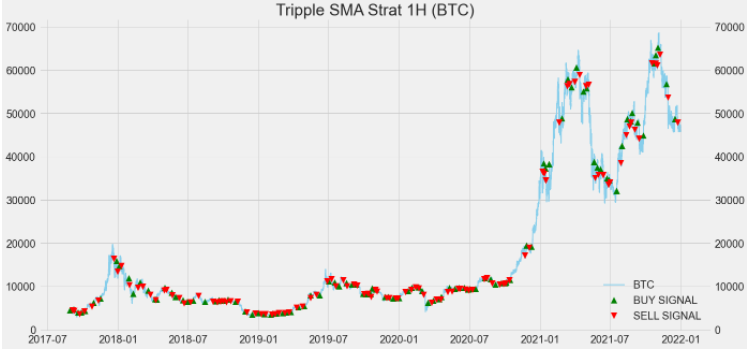 Tripple SMA Strat 1H (BTC)
70000 70000
60000 60000
50000 50000
40000 40000
30000 30000
20000 20000
10000 10000
0 0
BTC
BUY SIGNAL
SELL SIGNAL
2017-07 2018-01 2018-07 2019-01 2019-07 2020-01 2020-07 2021-01 2021-07 2022-01